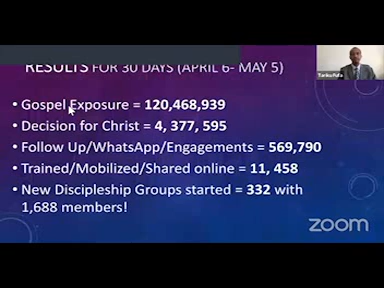 RESULTS FOR 30 DAYS (APRIL 6- MAY 5)
• Gospel Exposure = 120,468,939
• Decision for Christ = 4, 377, 595
• Follow Up/WhatsApp/Engagements = 569,790
• Trained/Mobilized/Shared online = 11, 458
• New Discipleship Groups started = 332 with
1,688 members!
zoom